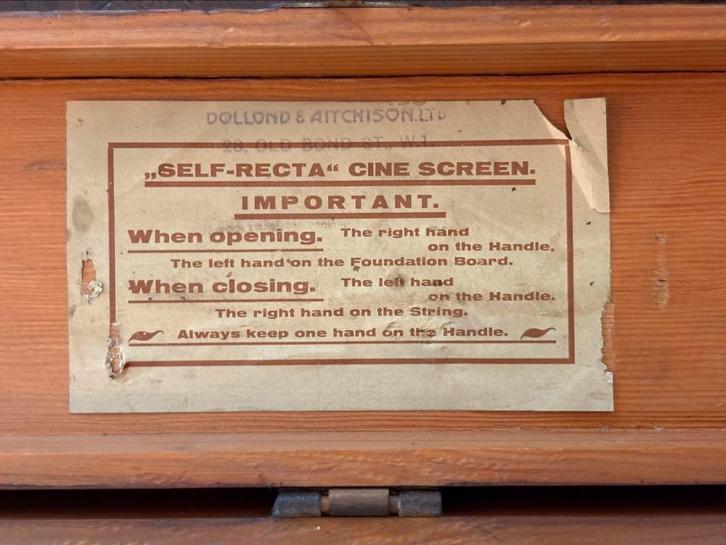 DOLLOND & AITCHISON.LTD
28, OLD BOND ST., W.1.
„SELF-RECTA“ CINE SCREEN.
IMPORTANT.
When opening. The right hand
on the Handle.
The left hand on the Foundation Board.
When closing. The left hand
on the Handle.
The right hand on the String.
Always keep one hand on the Handle.